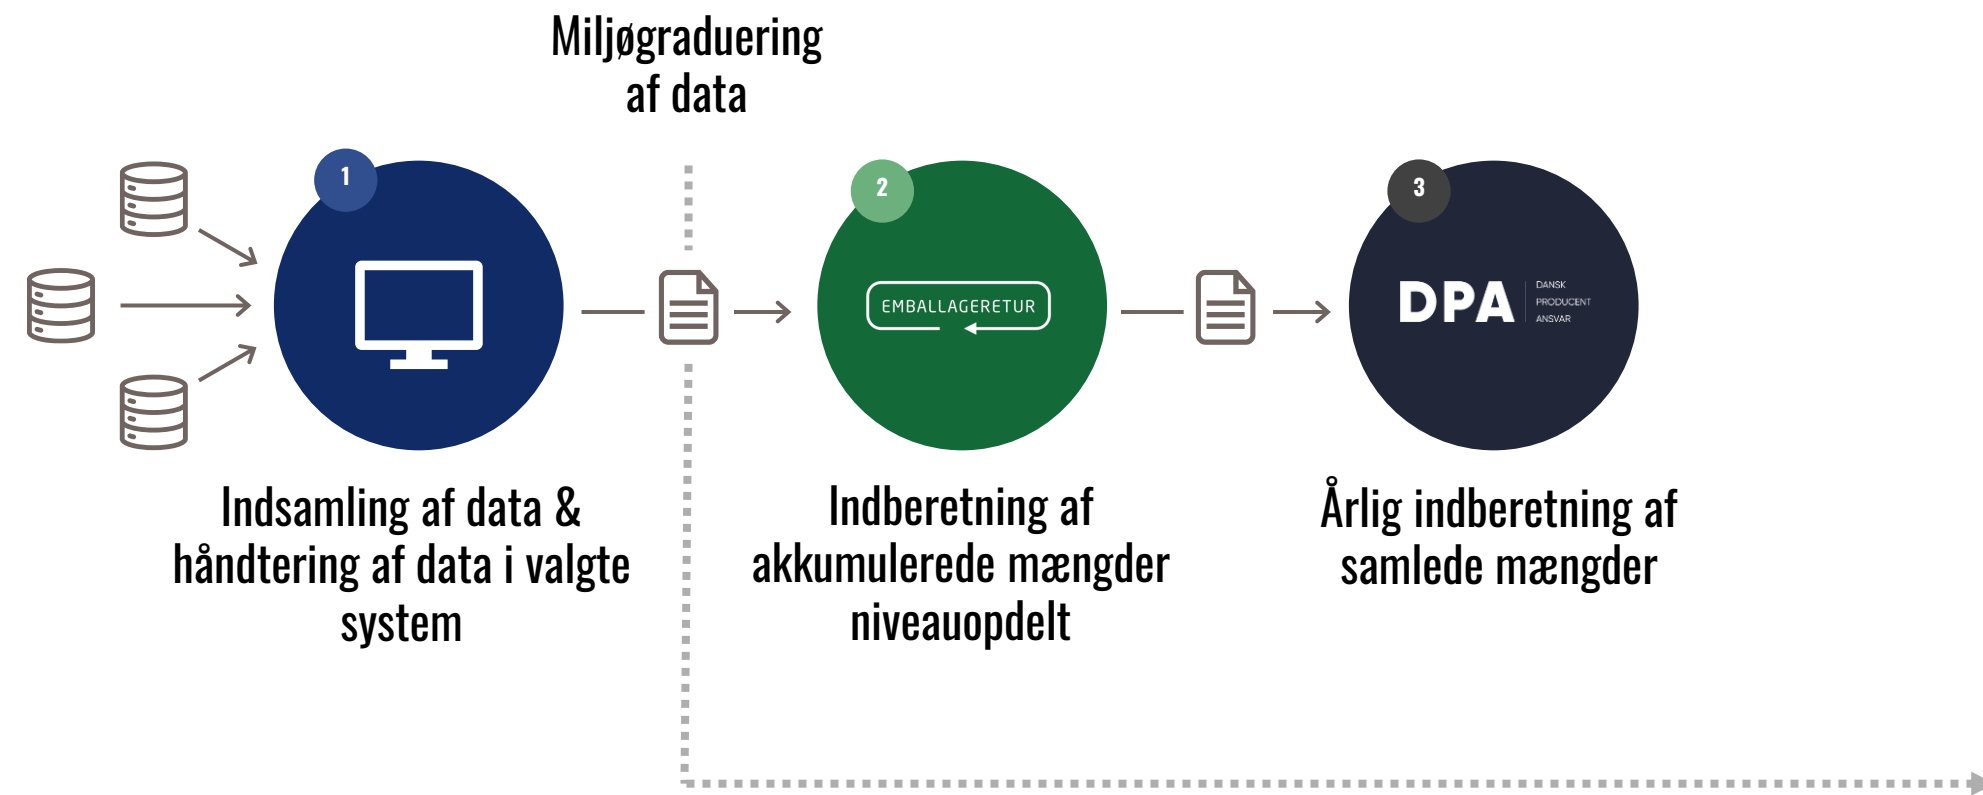 Miljøgraduering
af data
1
2
3
EMBALLAGERETUR
DPA
DANSK
PRODUCENT
ANSVAR
Indsamling af data &
håndtering af data i valgte
system
Indberetning af
akkumulerede mængder
niveauopdelt
Årlig indberetning af
samlede mængder